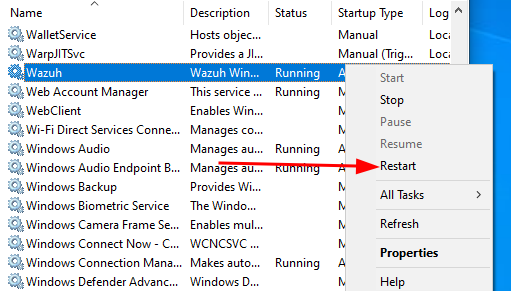 Name Description Status Startup Type Log
WalletService Hosts objec... Manual Loca
WarpJITSvc Provides a JI... Manual (Trig... Loca
Wazuh Wazuh Win... Running A
Web Account Manager This service ... Running M
WebClient Enables Win... M
Wi-Fi Direct Services Conne... Manages co... M
Windows Audio Manages au... Running A
Windows Audio Endpoint B... Manages au... Running A
Windows Backup Provides Wi... M
Windows Biometric Service The Windo... M
Windows Camera Frame Se... Enables mul... M
Windows Connect Now - C... WCNCSVC ... M
Windows Connection Mana... Makes auto... Running A
Windows Defender Advanc... Windows D... M
Start
Stop
Pause
Resume
Restart
All Tasks
Refresh
Properties
Help